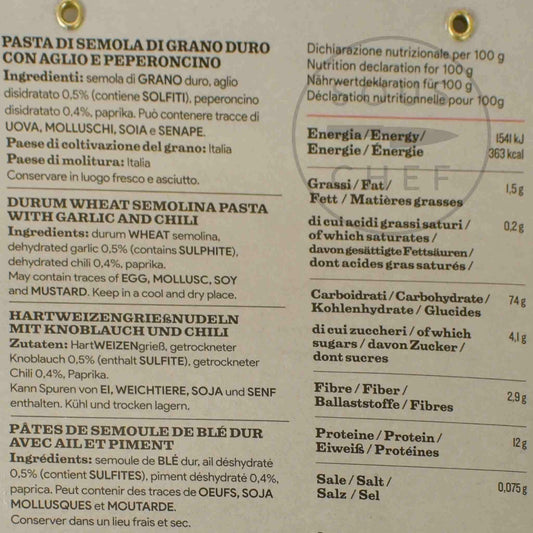 PASTA DI SEMOLA DI GRANO DURO
CON AGLIO E PEPERONCINO
Ingredienti: semola di GRANO duro, aglio
disidratato 0,5% (contiene SOLFITI), peperoncino
disidratato 0,4%, paprika. Può contenere tracce di
UOVA, MOLLUSCHI, SOIA e SENAPE.
Paese di coltivazione del grano: Italia
Paese di molitura: Italia
Conservare in luogo fresco e asciutto.
DURUM WHEAT SEMOLINA PASTA
WITH GARLIC AND CHILI
Ingredients: durum WHEAT semolina,
dehydrated garlic 0,5% (contains SULPHITE),
dehydrated chili 0,4%, paprika.
May contain traces of EGG, MOLLUSC, SOY
and MUSTARD. Keep in a cool and dry place.
HARTWEIZENGRIEßNUDELN
MIT KNOBLAUCH UND CHILI
Zutaten: HartWEIZENgrieß, getrockneter
Knoblauch 0,5% (enthalt SULFITE), getrockneter
Chili 0,4%, Paprika.
Kann Spuren von EI, WEICHTIERE, SOJA und SENF
enthalten. Kühl und trocken lagern.
PÂTES DE SEMOULE DE BLÉ DUR
AVEC AIL ET PIMENT
Ingrédients: semoule de BLÉ dur, ail déshydraté
0,5% (contient SULFITES), piment déshydraté 0,4%,
paprica. Peut contenir des traces de OEUFS, SOJA
MOLLUSQUES et MOUTARDE.
Conserver dans un lieu frais et sec.
Dichiarazione nutrizionale per 100 g
Nutrition declaration for 100 g
Nährwertdeklaration für 100 g
Déclaration nutritionnelle pour 100g
Energia / Energy / 1541 kJ
Energie / Énergie 363 kcal
Grassi / Fat / 1,5 g
Fett / Matières grasses
di cui acidi grassi saturi / 0,2 g
of which saturates /
davon gesättigte Fettsäuren /
dont acides gras saturés /
Carboidrati / Carbohydrate / 74 g
Kohlenhydrate / Glucides
di cui zuccheri / of which 4,1 g
sugars / davon Zucker /
dont sucres
Fibre / Fiber / 2,9 g
Ballaststoffe / Fibres
Proteine / Protein / 12 g
Eiweiß / Protéines
Sale / Salt / 0,075 g
Salz / Sel
CHEF